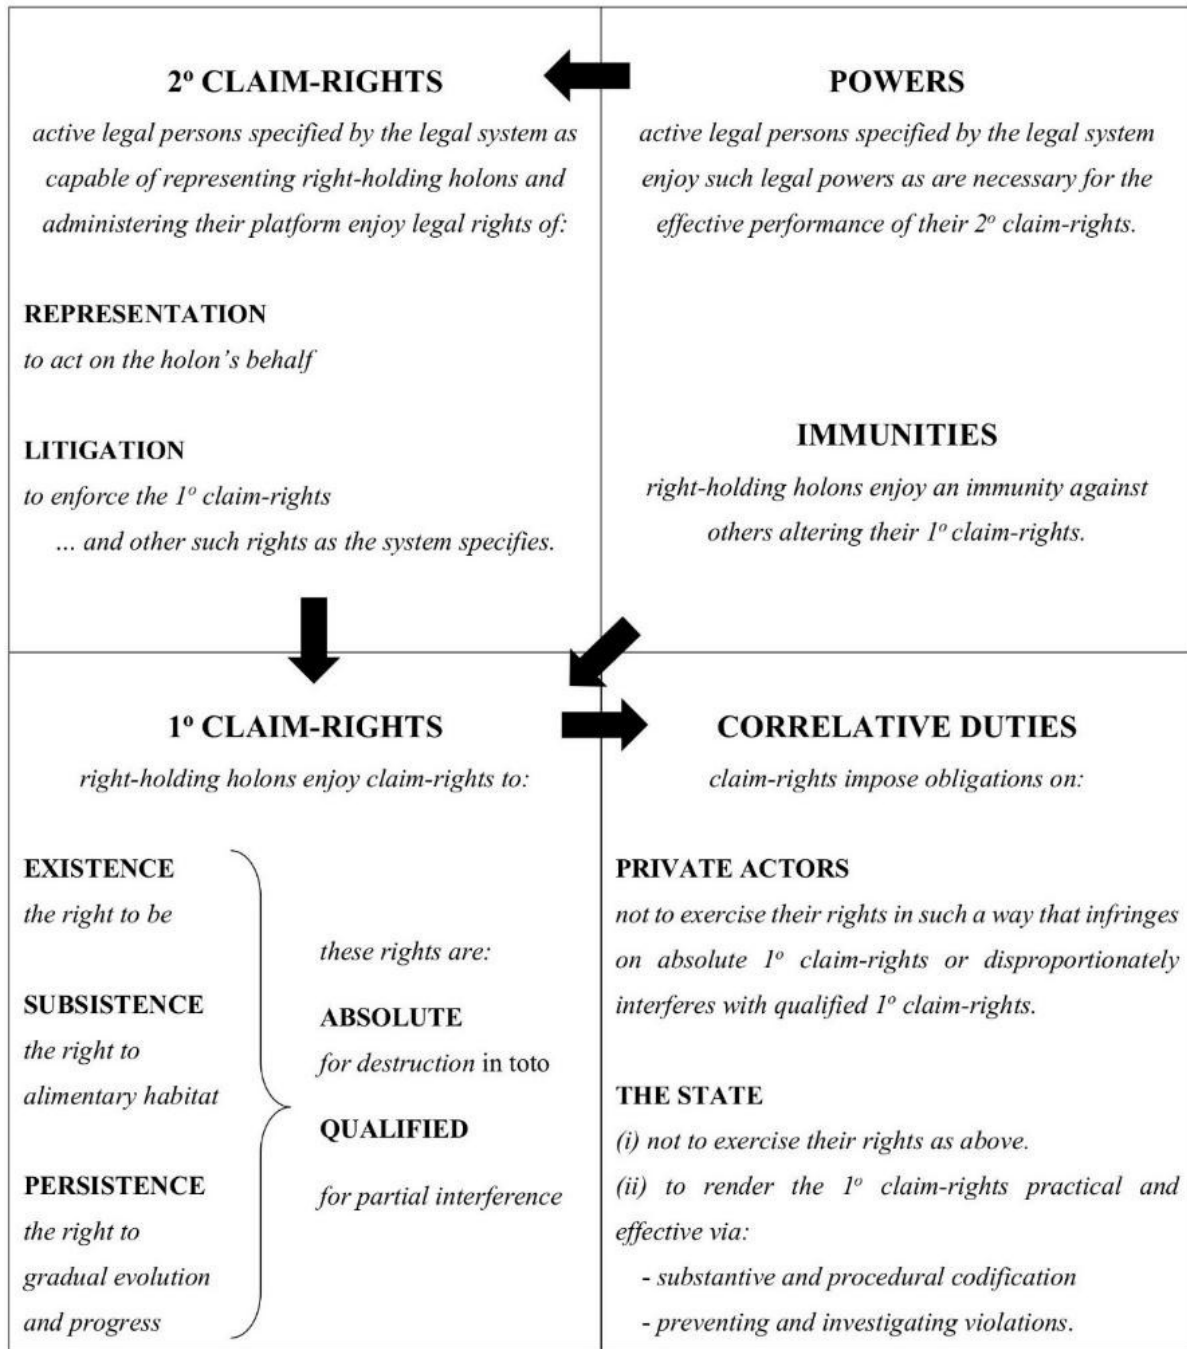 2º CLAIM-RIGHTS
active legal persons specified by the legal system as
capable of representing right-holding holons and
administering their platform enjoy legal rights of:
REPRESENTATION
to act on the holon’s behalf
LITIGATION
to enforce the 1º claim-rights
... and other such rights as the system specifies.
POWERS
active legal persons specified by the legal system
enjoy such legal powers as are necessary for the
effective performance of their 2º claim-rights.
IMMUNITIES
right-holding holons enjoy an immunity against
others altering their 1º claim-rights.
1º CLAIM-RIGHTS
right-holding holons enjoy claim-rights to:
EXISTENCE
the right to be
SUBSISTENCE
the right to
alimentary habitat
PERSISTENCE
the right to
gradual evolution
and progress
these rights are:
ABSOLUTE
for destruction in toto
QUALIFIED
for partial interference
CORRELATIVE DUTIES
claim-rights impose obligations on:
PRIVATE ACTORS
not to exercise their rights in such a way that infringes
on absolute 1º claim-rights or disproportionately
interferes with qualified 1º claim-rights.
THE STATE
(i) not to exercise their rights as above.
(ii) to render the 1º claim-rights practical and
effective via:
- substantive and procedural codification
- preventing and investigating violations.